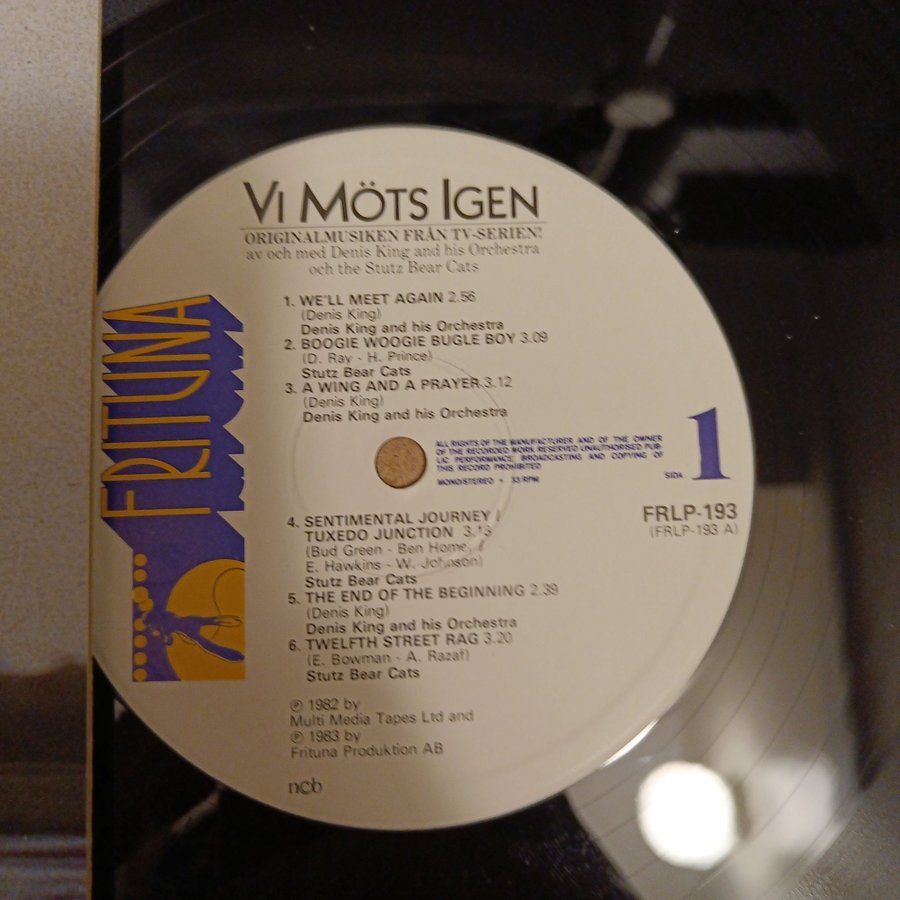 VI MÖTS IGEN
ORIGINALMUSIKEN FRÅN TV-SERIEN!
av och med Denis King and his Orchestra
och the Stutz Bear Cats
FRITUNA
1. WE'LL MEET AGAIN 2.56
(Denis King)
Denis King and his Orchestra
2. BOOGIE WOOGIE BUGLE BOY 3.09
(D. Ray - H. Prince)
Stutz Bear Cats
3. A WING AND A PRAYER 3.12
(Denis King)
Denis King and his Orchestra
ALL RIGHTS OF THE MANUFACTURER AND OF THE OWNER
OF THE RECORDED WORK RESERVED UNAUTHORISED PUB-
LIC PERFORMANCE, BROADCASTING AND COPYING OF
THIS RECORD PROHIBITED
MONO/STEREO • 33 RPM
SIDA 1
FRLP-193
(FRLP-193 A)
4. SENTIMENTAL JOURNEY /
TUXEDO JUNCTION 3.13
(Bud Green - Ben Home, /
E. Hawkins - W. Johnson)
Stutz Bear Cats
5. THE END OF THE BEGINNING 2.39
(Denis King)
Denis King and his Orchestra
6. TWELFTH STREET RAG 3.20
(E. Bowman - A. Razaf)
Stutz Bear Cats
℗ 1982 by
Multi Media Tapes Ltd and
℗ 1983 by
Frituna Produktion AB
ncb